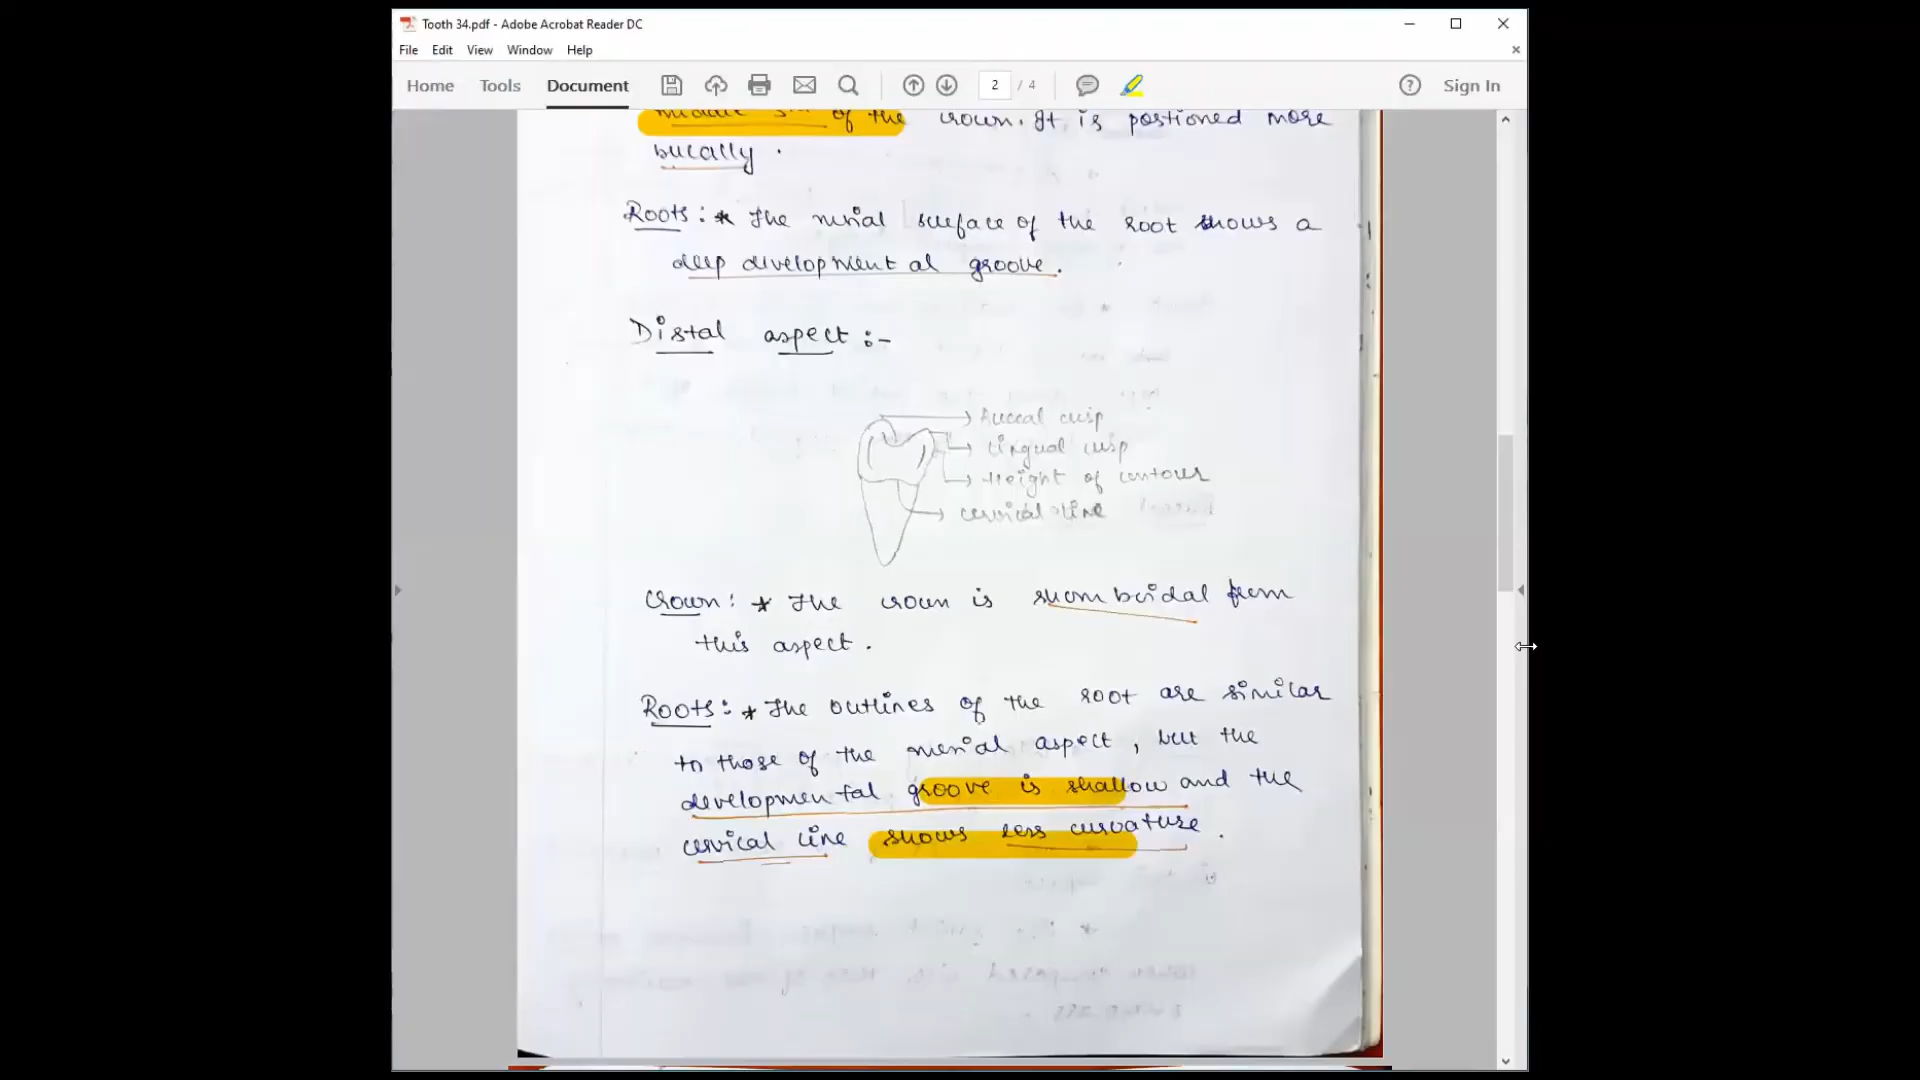 Tooth 34.pdf - Adobe Acrobat Reader DC
File Edit View Window Help
Home Tools Document 2 / 4 Sign In
of the crown. It is postioned more
bucally.
Roots: * The mesial surface of the root shows a
deep developmental groove.
Distal aspect :-
Buccal cusp
Lingual cusp
Height of contour
cervical line
Crown: * The crown is rhomboidal from
this aspect.
Roots: * The outlines of the root are similar
to those of the mesial aspect, but the
developmental groove is shallow and the
cervical line shows less curvature.